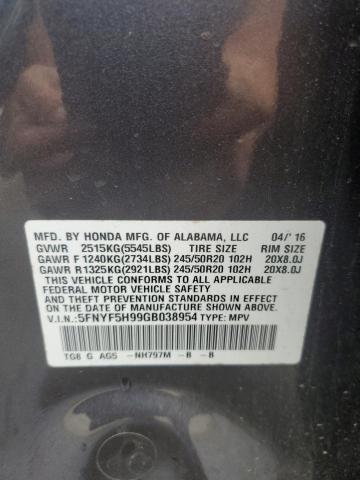 MFD. BY HONDA MFG. OF ALABAMA, LLC 04/'16
GVWR 2515KG(5545LBS) TIRE SIZE RIM SIZE
GAWR F 1240KG(2734LBS) 245/50R20 102H 20X8.0J
GAWR R1325KG(2921LBS) 245/50R20 102H 20X8.0J
THIS VEHICLE CONFORMS TO ALL APPLICABLE
FEDERAL MOTOR VEHICLE SAFETY, BUMPER, AND
THEFT PREVENTION STANDARDS IN EFFECT ON
THE DATE OF MANUFACTURE SHOWN ABOVE.
V.I.N.:5FNYF5H99GB038954 TYPE: MPV
TG8 G AG5 -NH797M -B -B